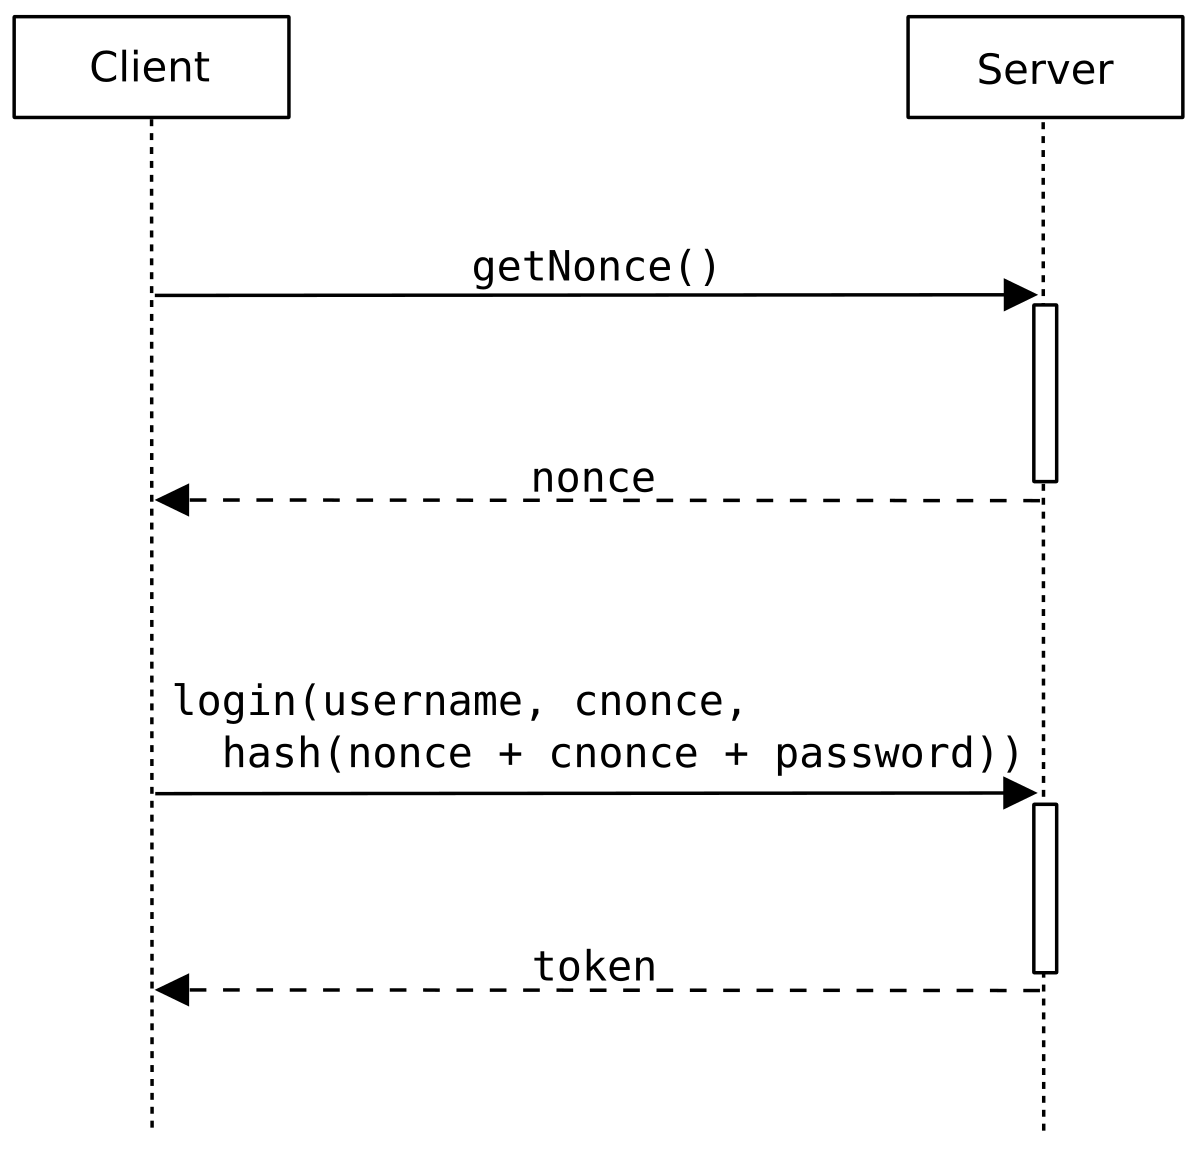 Client
Server
getNonce()
nonce
login(username, cnonce,
hash(nonce + cnonce + password))
token